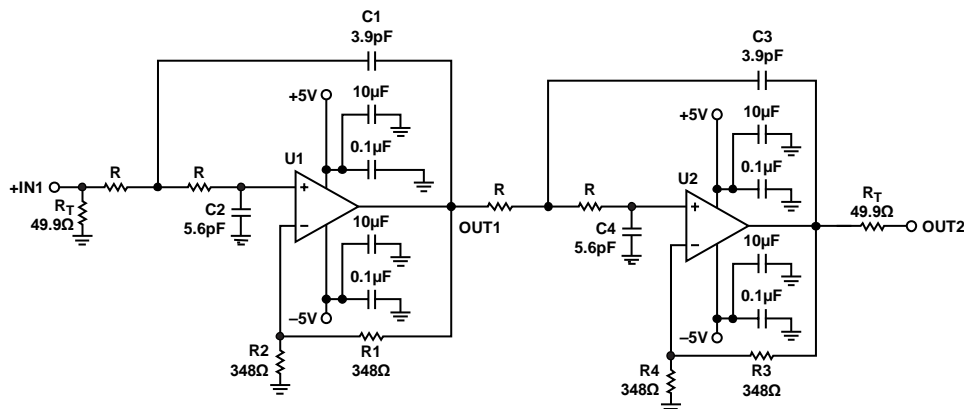 C1
3.9pF
+5V
10µF
0.1µF
U1
+IN1
R
R
RT
49.9Ω
C2
5.6pF
+
–
10µF
0.1µF
–5V
R2
348Ω
R1
348Ω
OUT1
C3
3.9pF
+5V
10µF
0.1µF
U2
R
R
C4
5.6pF
+
–
RT
49.9Ω
OUT2
10µF
0.1µF
–5V
R4
348Ω
R3
348Ω